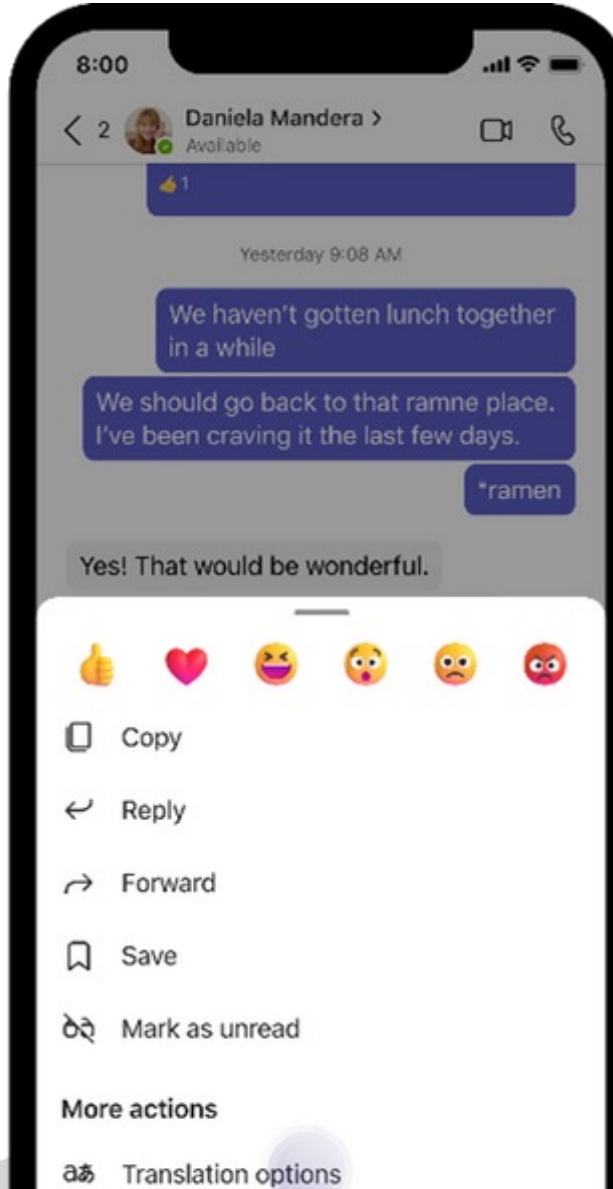 8:00
2 Daniela Mandera >
Available
👍 1
Yesterday 9:08 AM
We haven't gotten lunch together
in a while
We should go back to that ramne place.
I've been craving it the last few days.
*ramen
Yes! That would be wonderful.
Copy
Reply
Forward
Save
Mark as unread
More actions
aあ Translation options